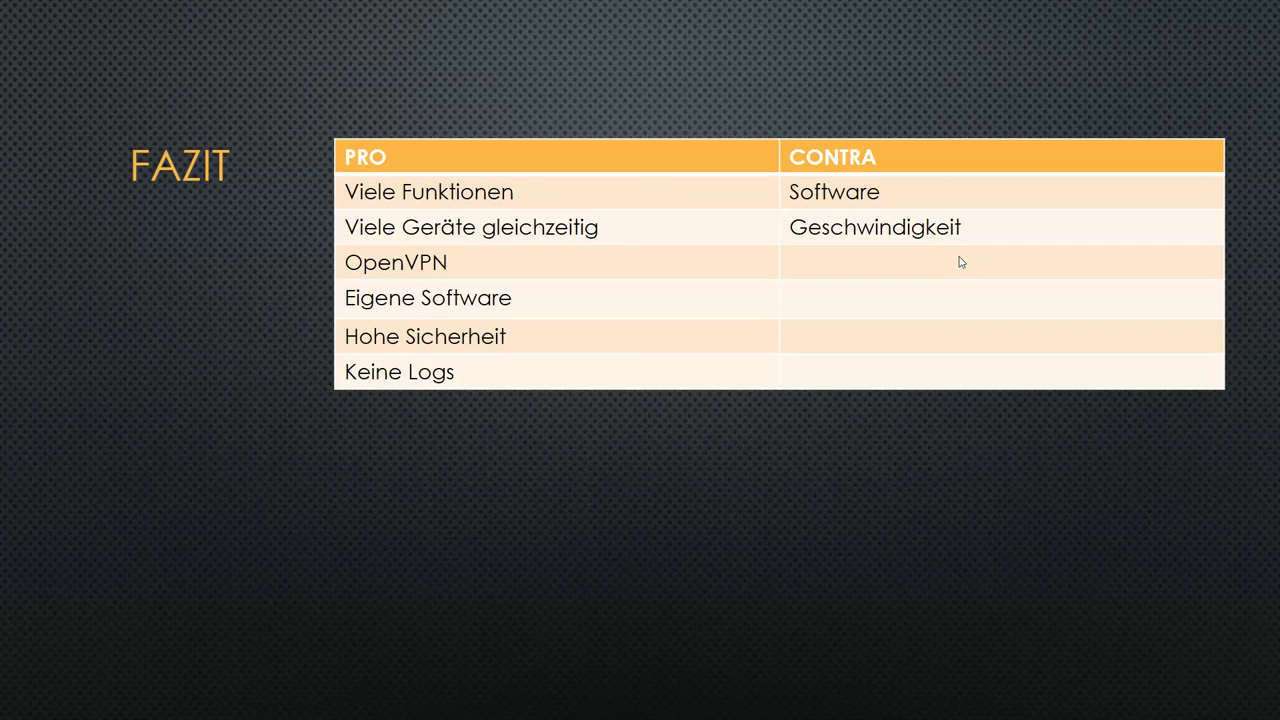 FAZIT
PRO CONTRA
Viele Funktionen Software
Viele Geräte gleichzeitig Geschwindigkeit
OpenVPN
Eigene Software
Hohe Sicherheit
Keine Logs